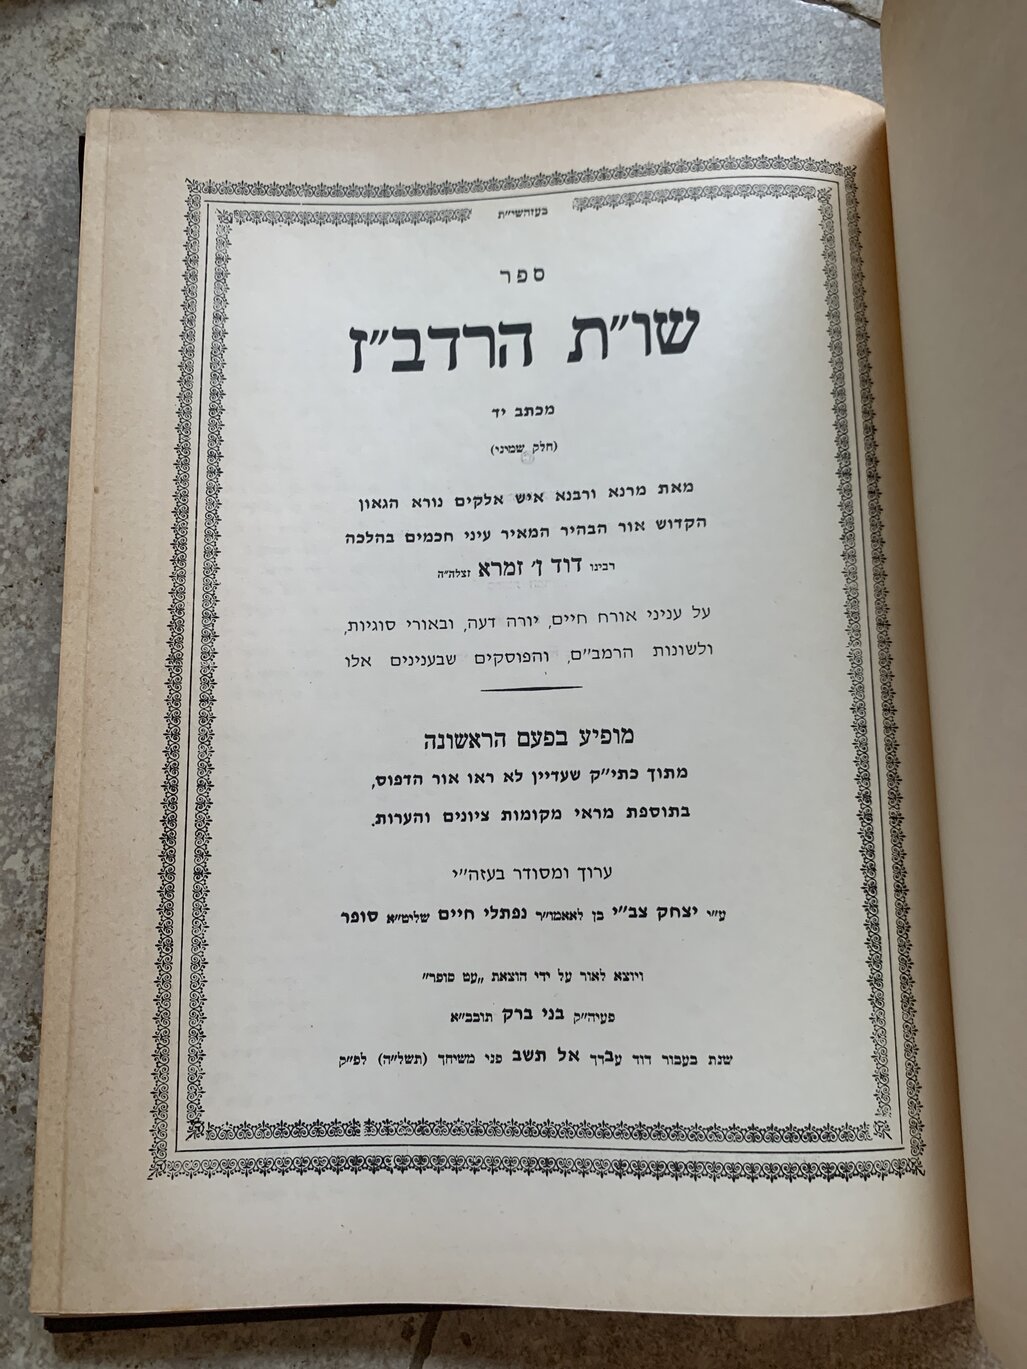 בעזהשי״ת
ספר
שו״ת הרדב״ז
מכתב יד
(חלק שמיני)
מאת מרנא ורבנא איש אלקים נורא הגאון
הקדוש אור הבהיר המאיר עיני חכמים בהלכה
רבינו דוד ן׳ זמרא זצלה״ה
על עניני אורח חיים, יורה דעה, ובאורי סוגיות,
ולשונות הרמב״ם, והפוסקים שבענינים אלו
מופיע בפעם הראשונה
מתוך כתי״ק שעדיין לא ראו אור הדפוס,
בתוספת מראי מקומות ציונים והערות.
ערוך ומסודר בעזה״י
ע״י יצחק צב״י בן לאאמו״ר נפתלי חיים שליט״א סופר
ויוצא לאור על ידי הוצאת „עט סופר״
פעיה״ק בני ברק תובב״א
שנת בעבור דוד עבדך אל תשב פני משיחך (תשל״ה) לפ״ק